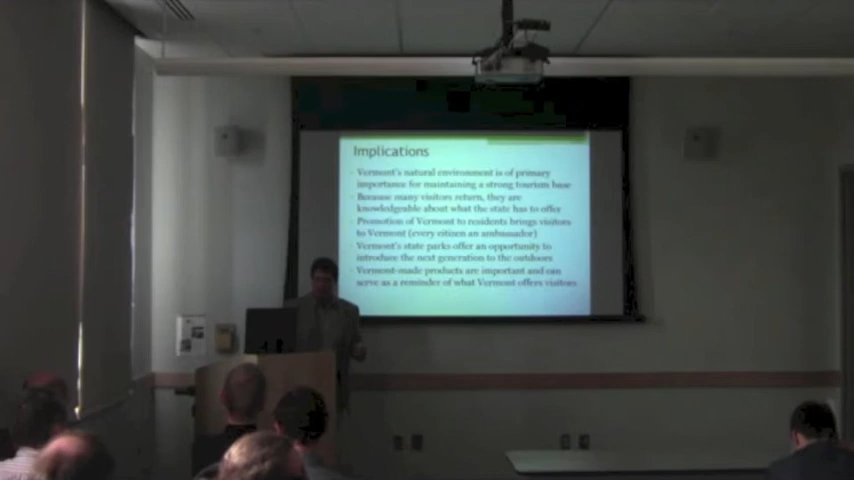 Implications
Vermont's natural environment is of primary
importance for maintaining a strong tourism base
Because many visitors return, they are
knowledgeable about what the state has to offer
Promotion of Vermont to residents brings visitors
to Vermont (every citizen an ambassador)
Vermont's state parks offer an opportunity to
introduce the next generation to the outdoors
Vermont-made products are important and can
serve as a reminder of what Vermont offers visitors